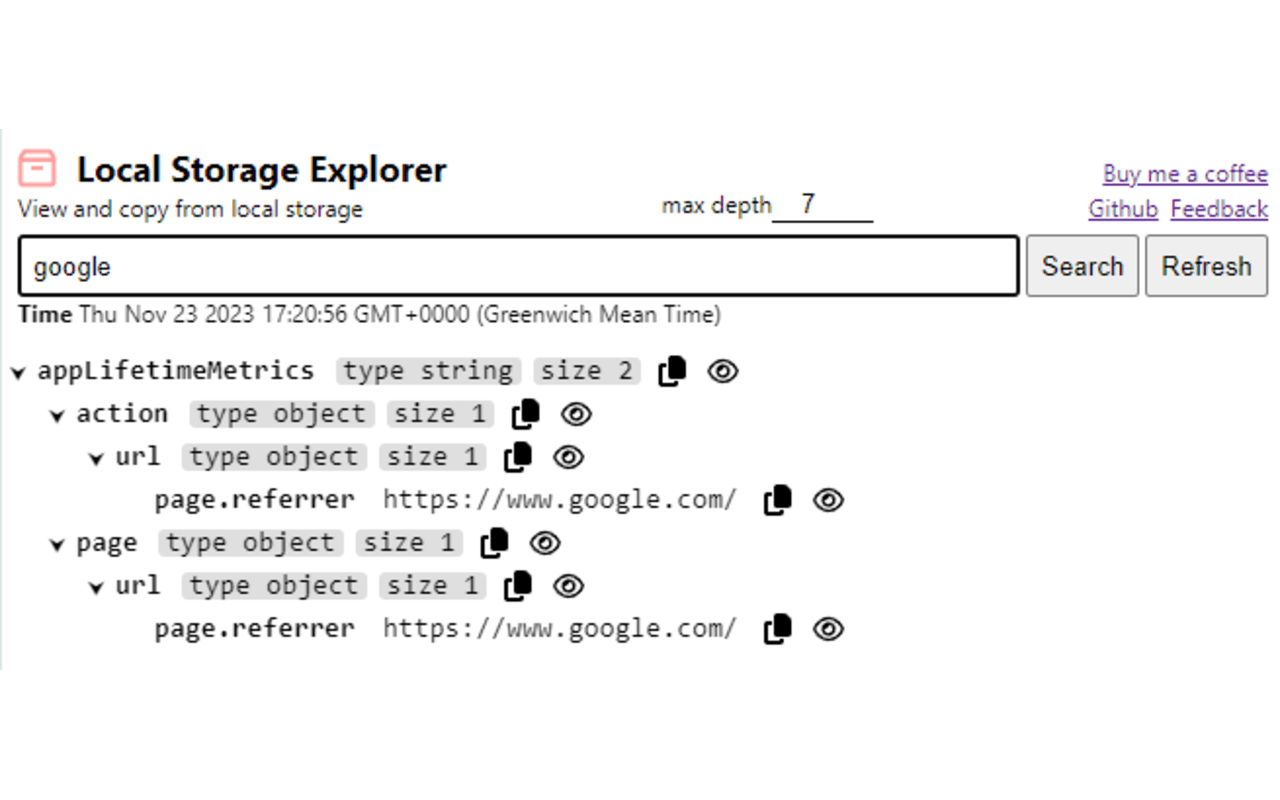 Local Storage Explorer
Buy me a coffee
View and copy from local storage
max depth 7
Github Feedback
google
Search Refresh
Time Thu Nov 23 2023 17:20:56 GMT+0000 (Greenwich Mean Time)
appLifetimeMetrics type string size 2
action type object size 1
url type object size 1
page.referrer https://www.google.com/
page type object size 1
url type object size 1
page.referrer https://www.google.com/